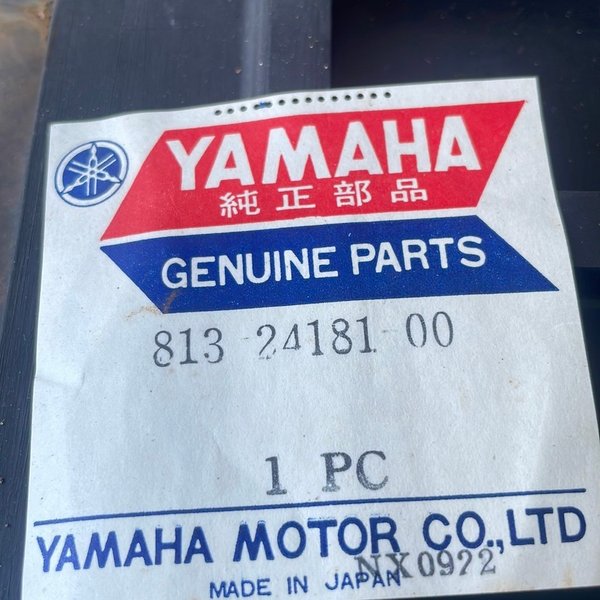 YAMAHA
純正部品
GENUINE PARTS
813-24181-00
1 PC
YAMAHA MOTOR CO.,LTD
NX0972
MADE IN JAPAN